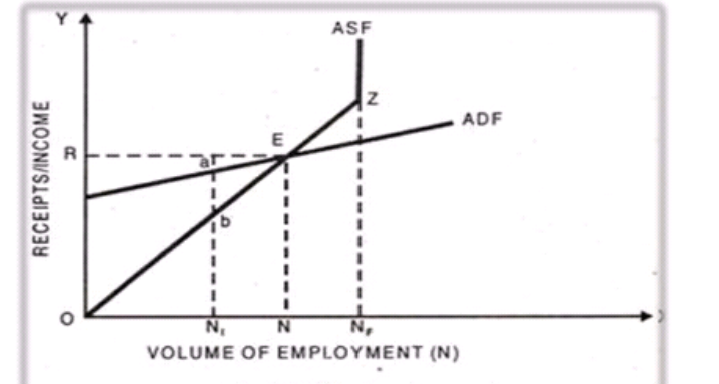 Y
ASF
Z
ADF
E
R
a
b
RECEIPTS/INCOME
O
N₁ N N_F
VOLUME OF EMPLOYMENT (N)